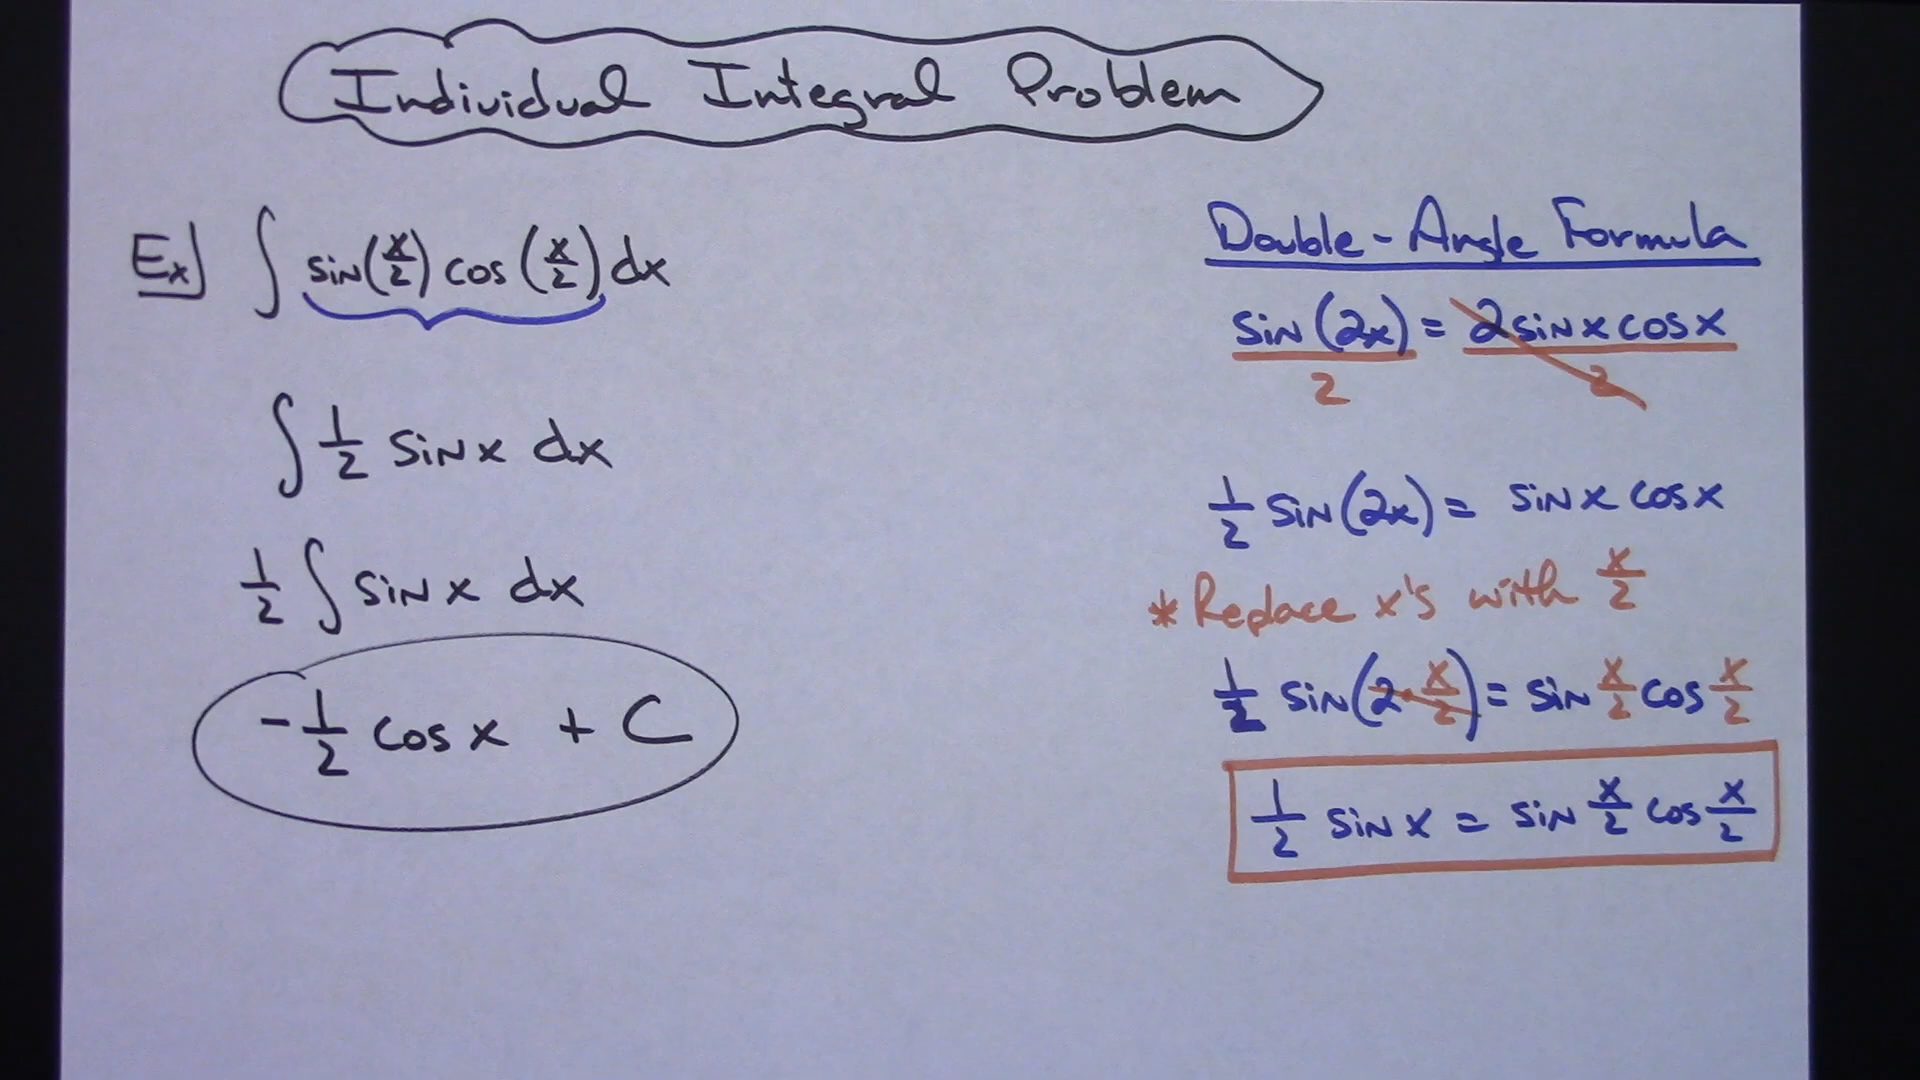 Individual Integral Problem
Ex) ∫ sin(x/2) cos(x/2) dx
∫ 1/2 sin x dx
1/2 ∫ sin x dx
-1/2 cos x + C
Double-Angle Formula
sin(2x)/2 = 2 sin x cos x/2
1/2 sin(2x) = sin x cos x
* Replace x's with x/2
1/2 sin(2·x/2) = sin x/2 cos x/2
1/2 sin x = sin x/2 cos x/2